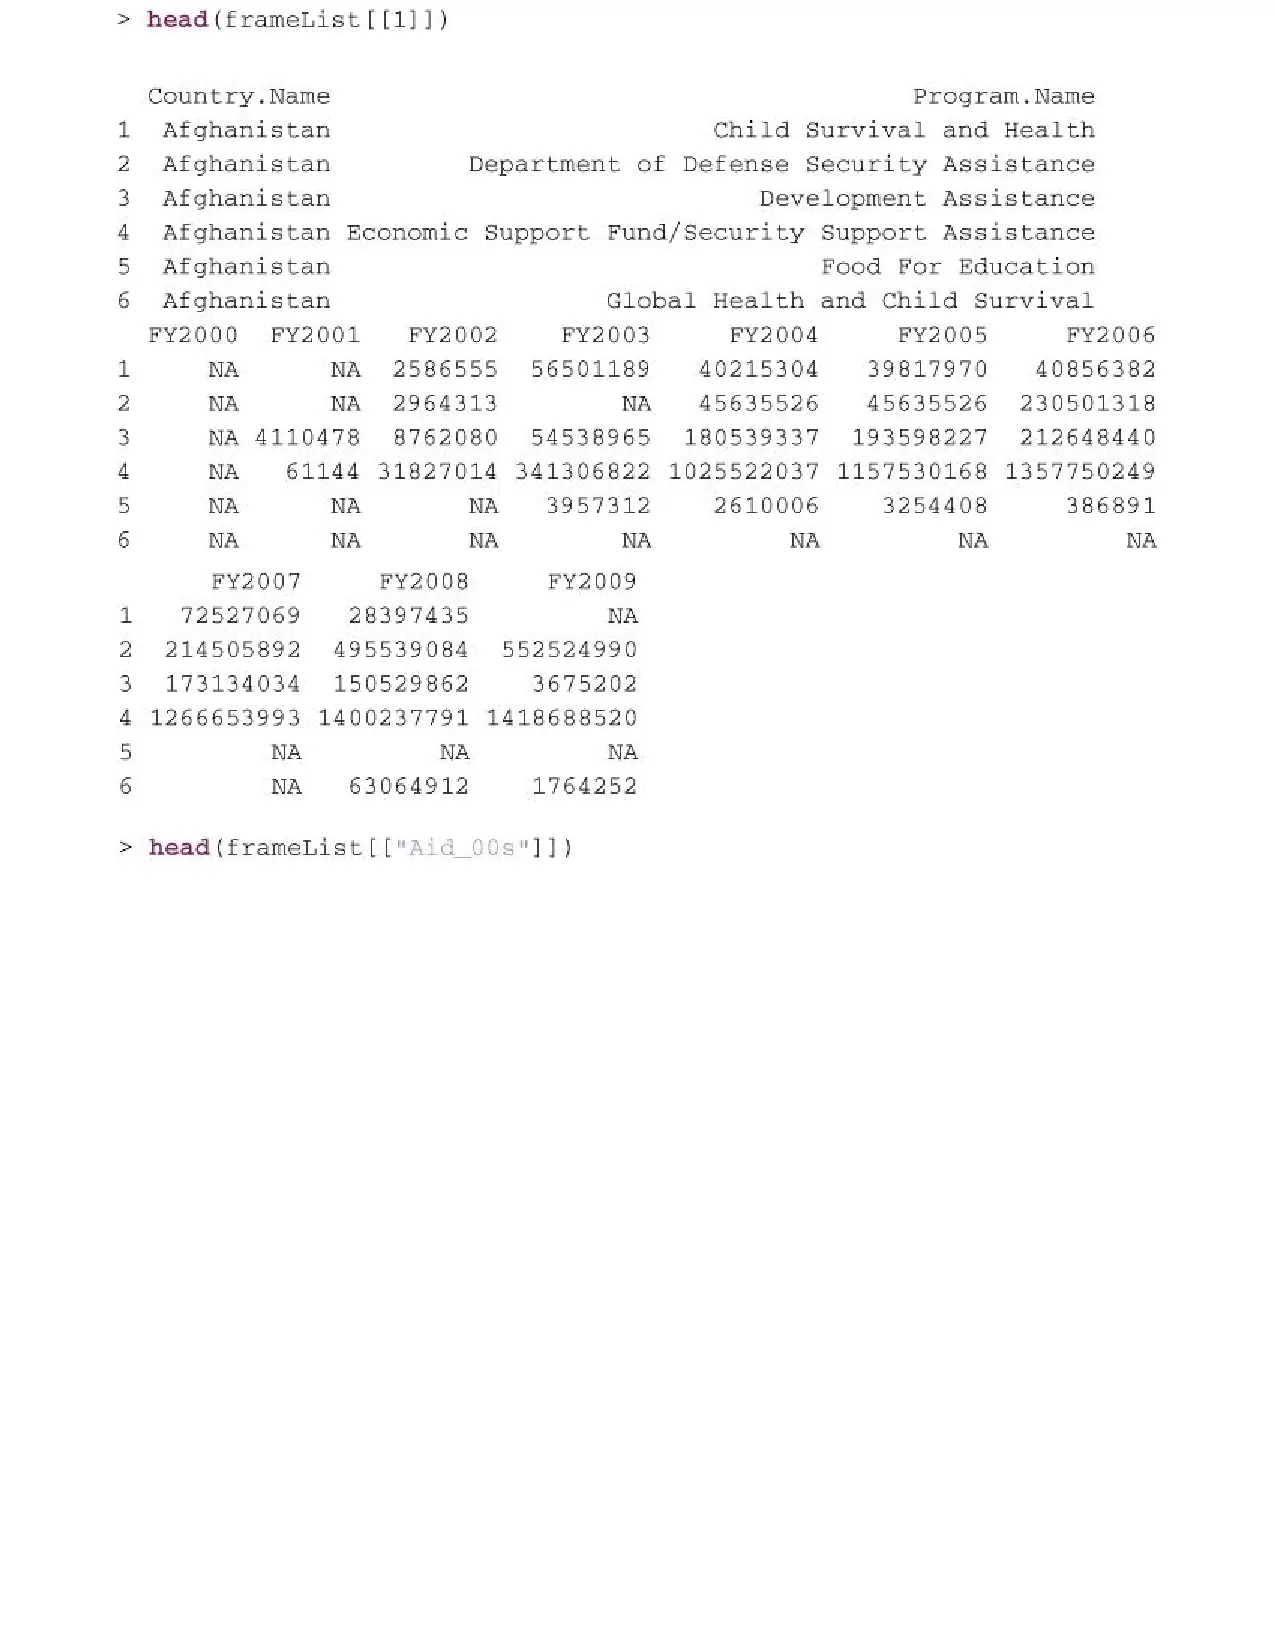 > head(frameList[[1]])
Country.Name Program.Name
1 Afghanistan Child Survival and Health
2 Afghanistan Department of Defense Security Assistance
3 Afghanistan Development Assistance
4 Afghanistan Economic Support Fund/Security Support Assistance
5 Afghanistan Food For Education
6 Afghanistan Global Health and Child Survival
FY2000 FY2001 FY2002 FY2003 FY2004 FY2005 FY2006
1 NA NA 2586555 56501189 40215304 39817970 40856382
2 NA NA 2964313 NA 45635526 45635526 230501318
3 NA 4110478 8762080 54538965 180539337 193598227 212648440
4 NA 61144 31827014 341306822 1025522037 1157530168 1357750249
5 NA NA NA 3957312 2610006 3254408 386891
6 NA NA NA NA NA NA NA
FY2007 FY2008 FY2009
1 72527069 28397435 NA
2 214505892 495539084 552524990
3 173134034 150529862 3675202
4 1266653993 1400237791 1418688520
5 NA NA NA
6 NA 63064912 1764252
> head(frameList[["Aid_00s"]])